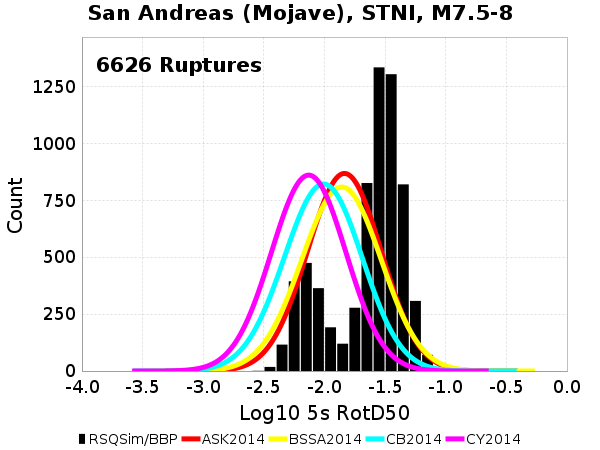 San Andreas (Mojave), STNI, M7.5-8
6626 Ruptures
Count
1250
1000
750
500
250
0
-4.0 -3.5 -3.0 -2.5 -2.0 -1.5 -1.0 -0.5 0.0
Log10 5s RotD50
RSQSim/BBP ASK2014 BSSA2014 CB2014 CY2014